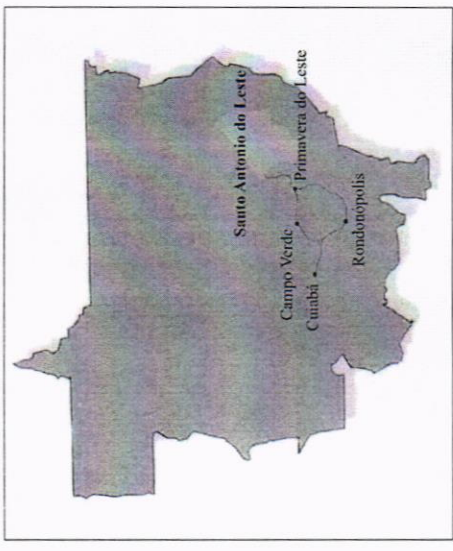 Santo Antonio do Leste
Primavera do Leste
Campo Verde
Cuiabá
Rondonópolis